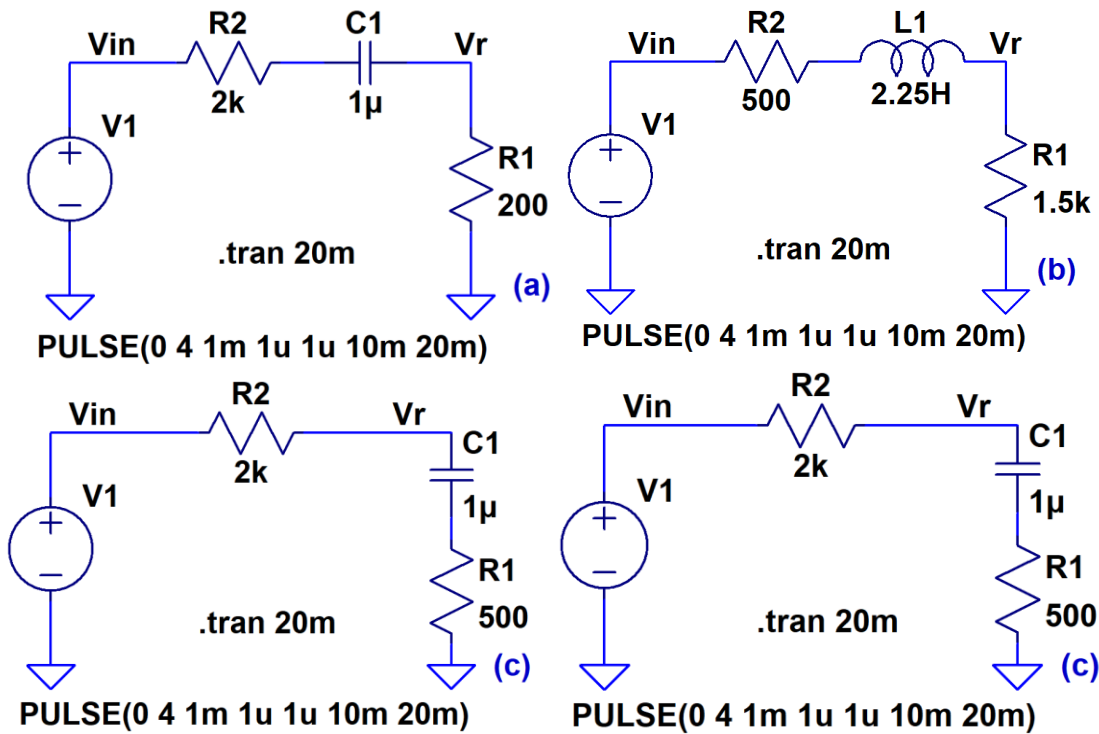 R2
C1
Vin
Vr
2k
1µ
V1
R1
200
.tran 20m
(a)
PULSE(0 4 1m 1u 1u 10m 20m)
R2
L1
Vin
Vr
500
2.25H
V1
R1
1.5k
.tran 20m
(b)
PULSE(0 4 1m 1u 1u 10m 20m)
R2
Vin
Vr
C1
2k
V1
1µ
R1
500
.tran 20m
(c)
PULSE(0 4 1m 1u 1u 10m 20m)
R2
Vin
Vr
C1
2k
V1
1µ
R1
500
.tran 20m
(c)
PULSE(0 4 1m 1u 1u 10m 20m)